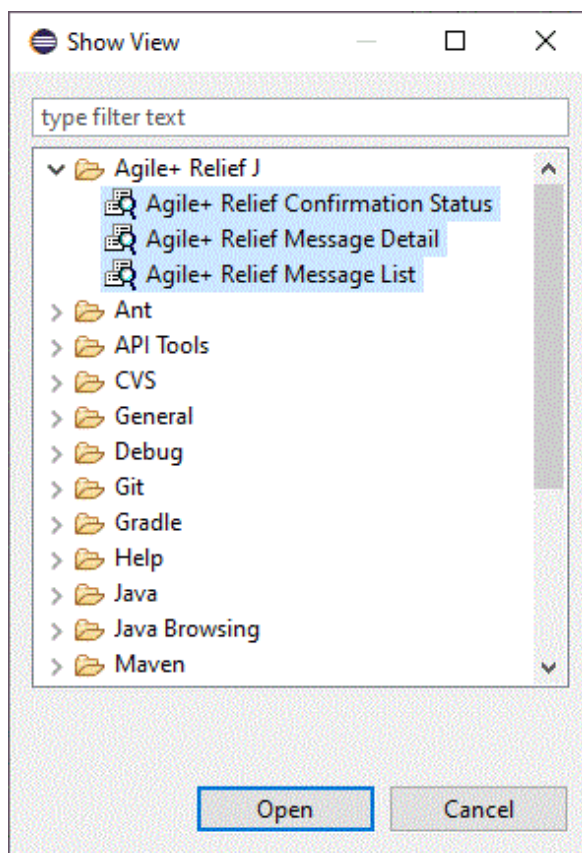 Show View
type filter text
Agile+ Relief J
Agile+ Relief Confirmation Status
Agile+ Relief Message Detail
Agile+ Relief Message List
Ant
API Tools
CVS
General
Debug
Git
Gradle
Help
Java
Java Browsing
Maven
Open Cancel